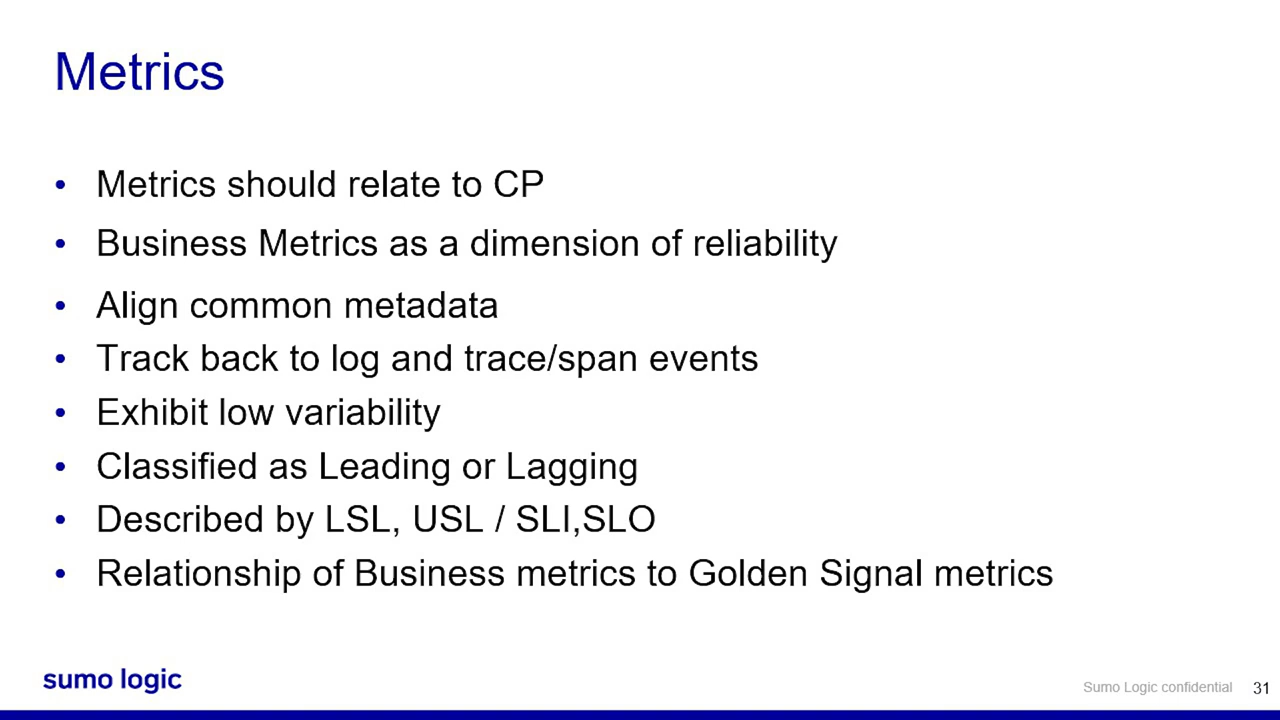 Metrics
• Metrics should relate to CP
• Business Metrics as a dimension of reliability
• Align common metadata
• Track back to log and trace/span events
• Exhibit low variability
• Classified as Leading or Lagging
• Described by LSL, USL / SLI,SLO
• Relationship of Business metrics to Golden Signal metrics
sumo logic
Sumo Logic confidential 31